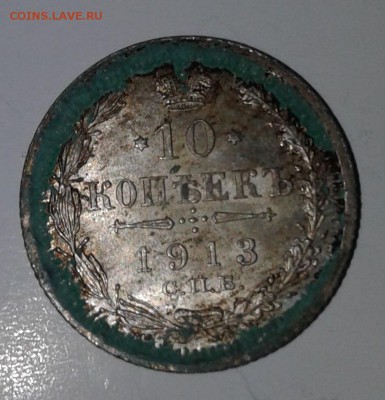 COINS.LAVE.RU
* 10 *
КОПѢЕКЪ
1913
С.П.Б.